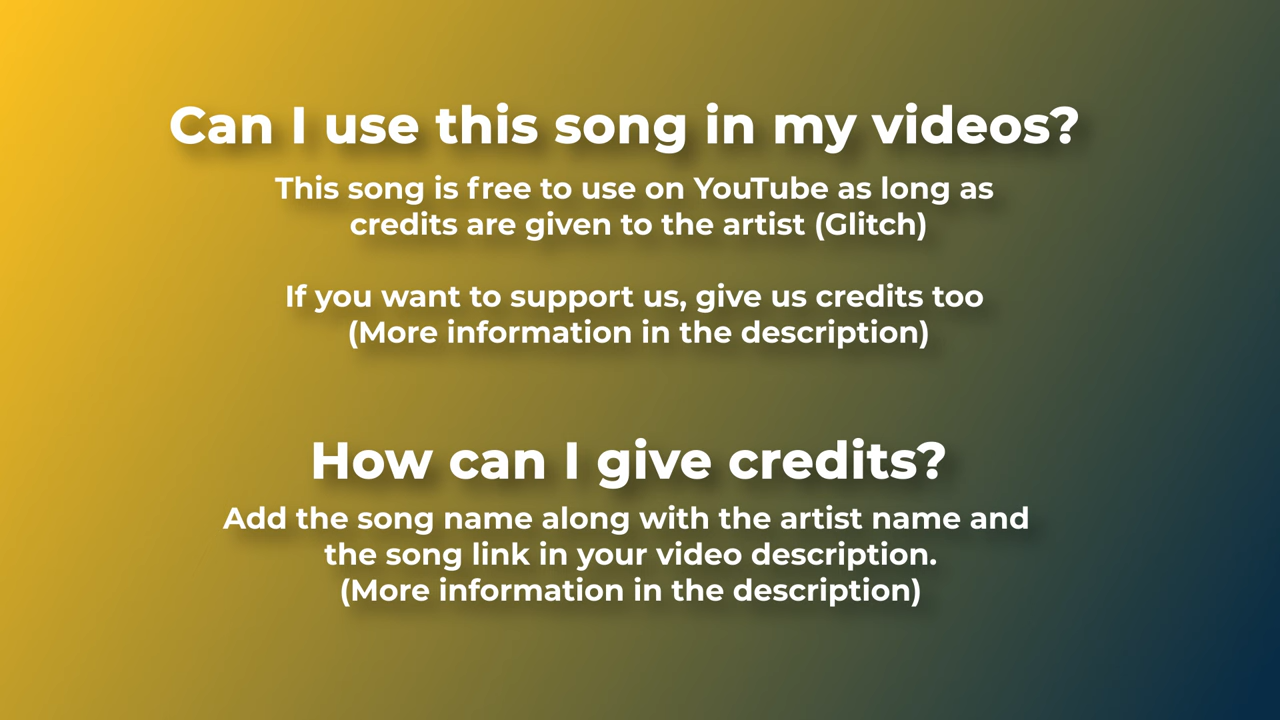 Can I use this song in my videos?
This song is free to use on YouTube as long as
credits are given to the artist (Glitch)
If you want to support us, give us credits too
(More information in the description)
How can I give credits?
Add the song name along with the artist name and
the song link in your video description.
(More information in the description)